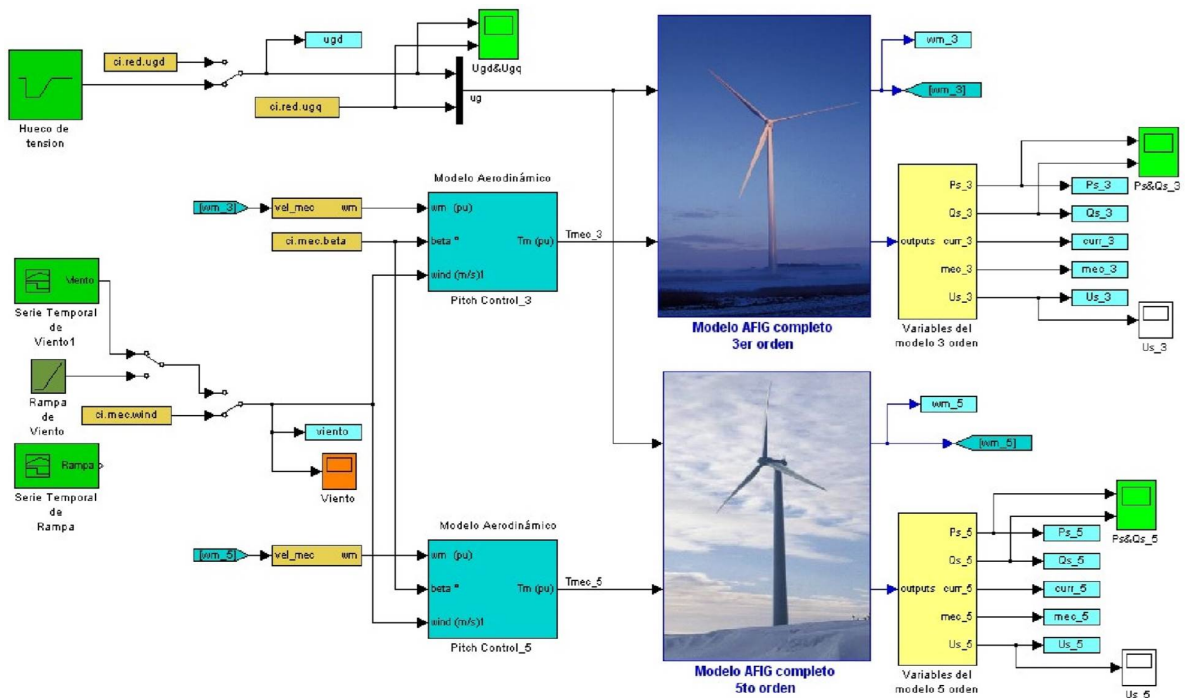 ugd
wm_3
ci.red.ugd
Ugd&Ugq
ci.red.ugq
ug
[wm_3]
Hueco de
tension
Modelo Aerodinámico
[wm_3]
vel_mec wm
wm (pu)
ci.mec.beta
beta °
Tm (pu)
Tmec_3
wind (m/s)1
Pitch Control_3
Ps_3
Ps_3
Ps&Qs_3
Qs_3
Qs_3
outputs
curr_3
curr_3
mec_3
mec_3
Us_3
Us_3
Us_3
Modelo AFIG completo
3er orden
Variables del
modelo 3 orden
Viento
Serie Temporal
de
Viento1
Rampa
de
Viento
ci.mec.wind
viento
Viento
Rampa
Serie Temporal
de
Rampa
wm_5
[wm_5]
Modelo Aerodinámico
[wm_5]
vel_mec wm
wm (pu)
beta °
Tm (pu)
Tmec_5
wind (m/s)1
Pitch Control_5
Ps_5
Ps_5
Ps&Qs_5
Qs_5
Qs_5
outputs
curr_5
curr_5
mec_5
mec_5
Us_5
Us_5
Us_5
Modelo AFIG completo
5to orden
Variables del
modelo 5 orden